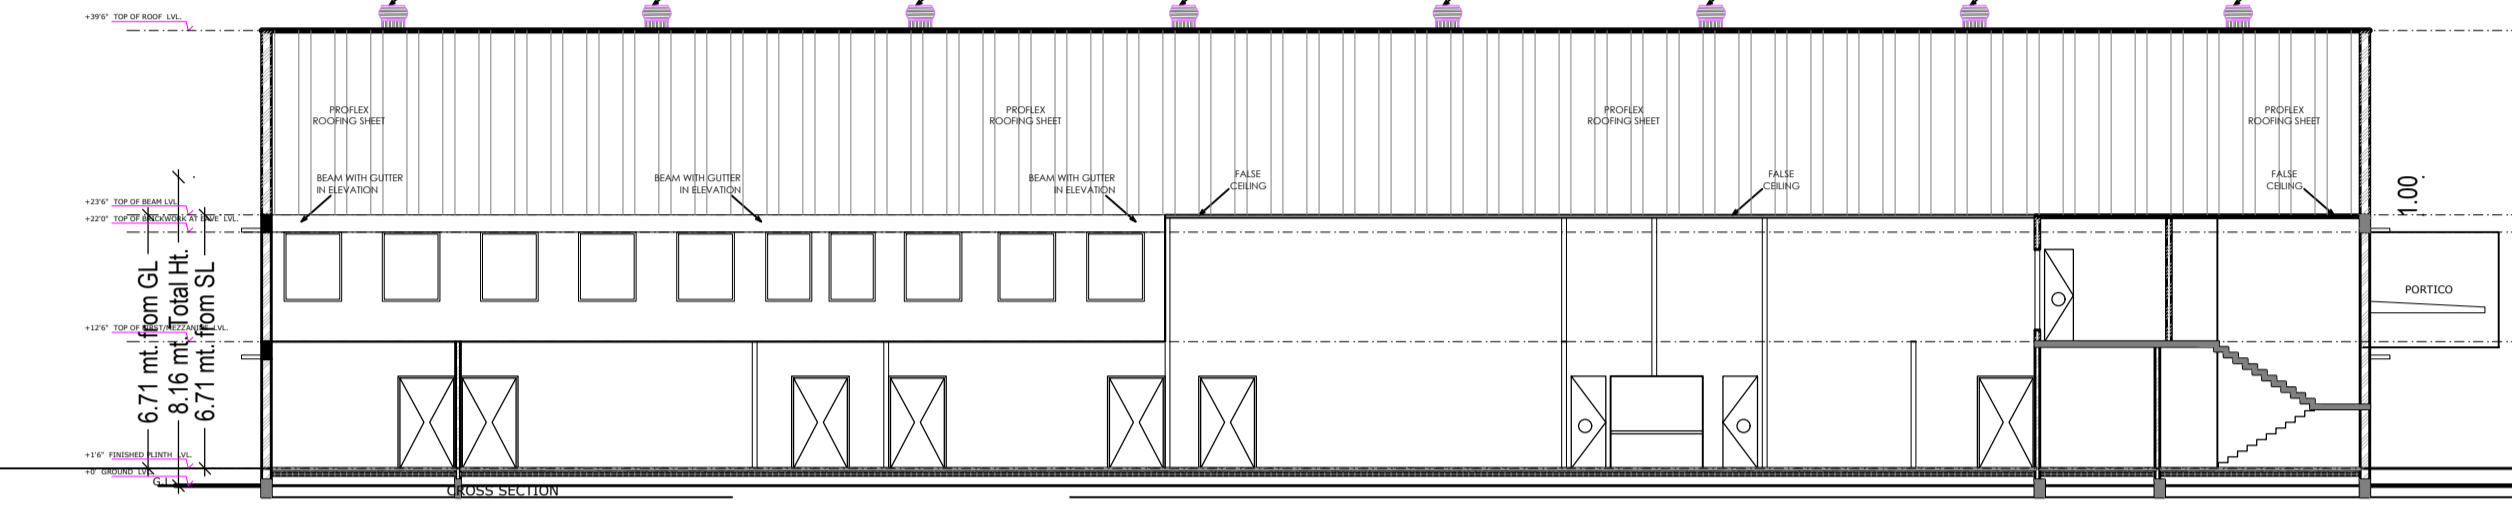 +39'6" TOP OF ROOF LVL.
PROFLEX
ROOFING SHEET
PROFLEX
ROOFING SHEET
PROFLEX
ROOFING SHEET
PROFLEX
ROOFING SHEET
BEAM WITH GUTTER
IN ELEVATION
BEAM WITH GUTTER
IN ELEVATION
BEAM WITH GUTTER
IN ELEVATION
FALSE
CEILING
FALSE
CEILING
FALSE
CEILING
1.00
+23'6" TOP OF BEAM LVL.
+22'0" TOP OF BRICKWORK AT EAVE LVL.
6.71 mt. from GL
8.16 mt. Total Ht.
6.71 mt. from SL
PORTICO
+12'6" TOP OF FIRST/MEZZANINE LVL.
+1'6" FINISHED PLINTH LVL.
+0' GROUND LVL.
G.L.
CROSS SECTION